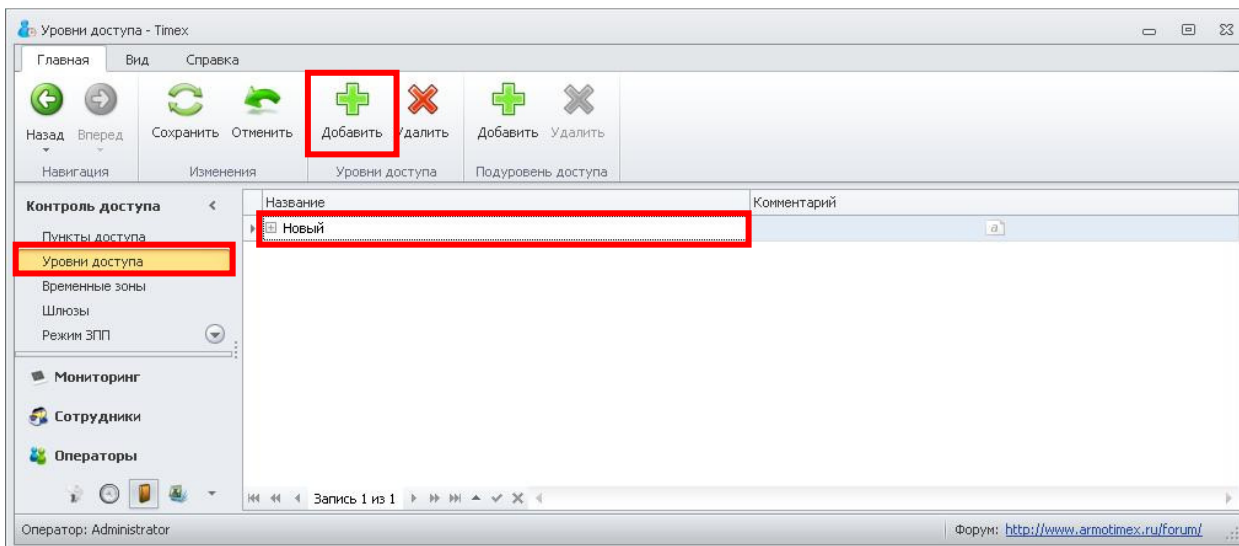 Уровни доступа - Timex
Главная Вид Справка
Назад Вперед Сохранить Отменить Добавить Удалить Добавить Удалить
Навигация Изменения Уровни доступа Подуровень доступа
Контроль доступа
Название Комментарий
Пункты доступа
Новый
Уровни доступа
Временные зоны
Шлюзы
Режим ЗПП
Мониторинг
Сотрудники
Операторы
Запись 1 из 1
Оператор: Administrator Форум: http://www.armotimex.ru/forum/